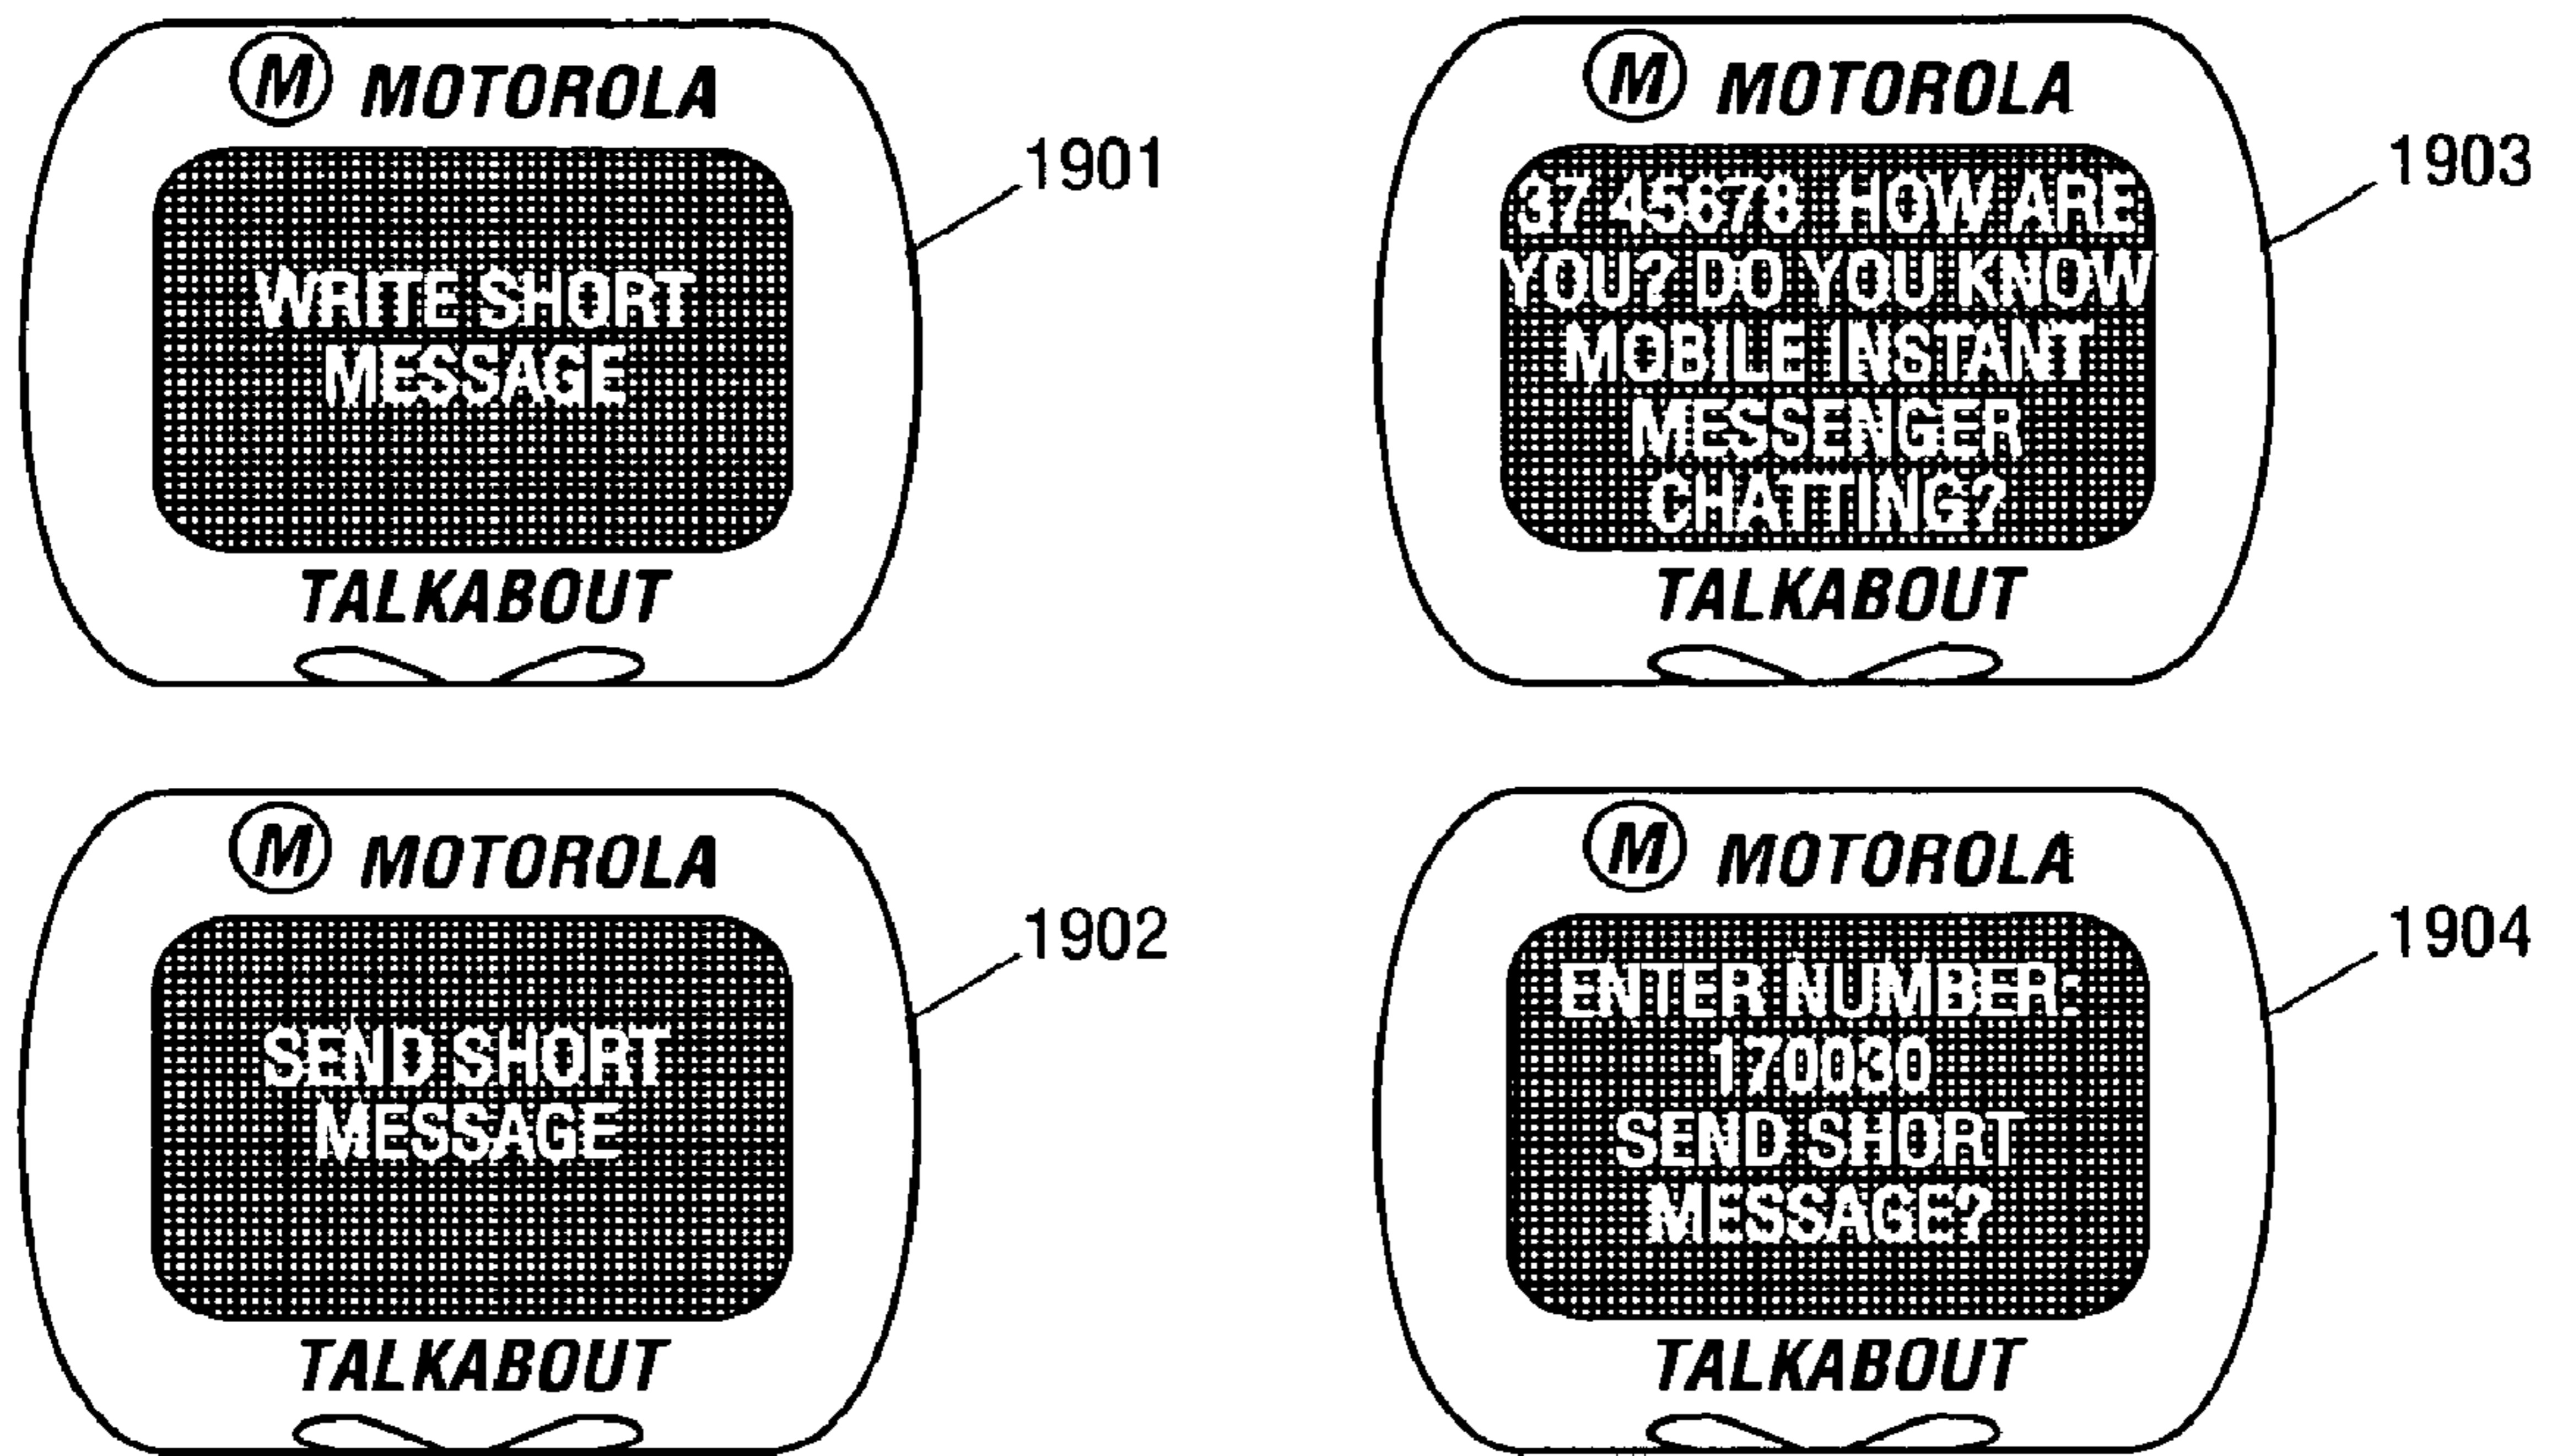 M MOTOROLA
WRITE SHORT
MESSAGE
TALKABOUT
1901
M MOTOROLA
37 45678 HOW ARE
YOU? DO YOU KNOW
MOBILE INSTANT
MESSENGER
CHATTING?
TALKABOUT
1903
M MOTOROLA
SEND SHORT
MESSAGE
TALKABOUT
1902
M MOTOROLA
ENTER NUMBER:
170030
SEND SHORT
MESSAGE?
TALKABOUT
1904